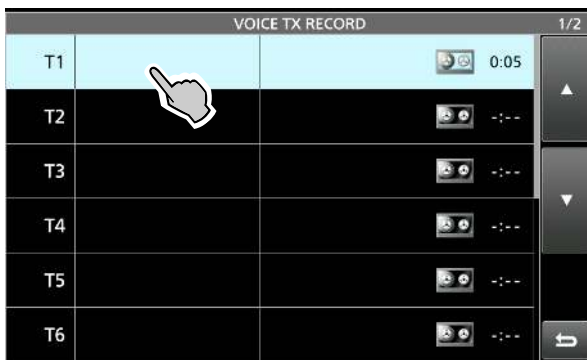 VOICE TX RECORD 1/2
T1 0:05
T2 -:--
T3 -:--
T4 -:--
T5 -:--
T6 -:--